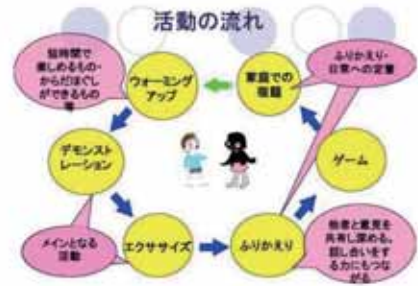 活動の流れ
短時間で
楽しめるもの・
からだほぐし
ができるもの
等
ウォーミング
アップ
家庭での
宿題
ふりかえり・
日常への定着
デモンスト
レーション
ゲーム
メインとなる
活動
エクササイズ
ふりかえり
他者と意見を
共有し深める。
話し合いをす
る力にもつな
がる